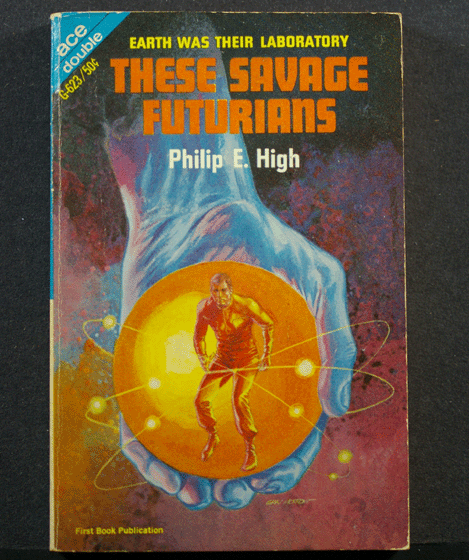 ace
double
G-623/50¢
EARTH WAS THEIR LABORATORY
THESE SAVAGE
FUTURIANS
Philip E. High
First Book Publication